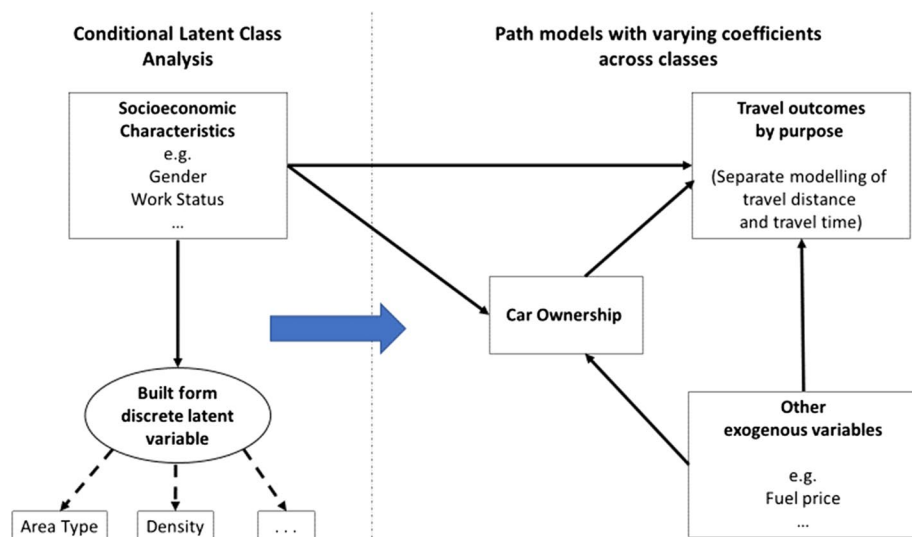 Conditional Latent Class
Analysis
Path models with varying coefficients
across classes
Socioeconomic
Characteristics
e.g.
Gender
Work Status
...
Travel outcomes
by purpose
(Separate modelling of
travel distance
and travel time)
Car Ownership
Built form
discrete latent
variable
Other
exogenous variables
e.g.
Fuel price
...
Area Type
Density
. . .